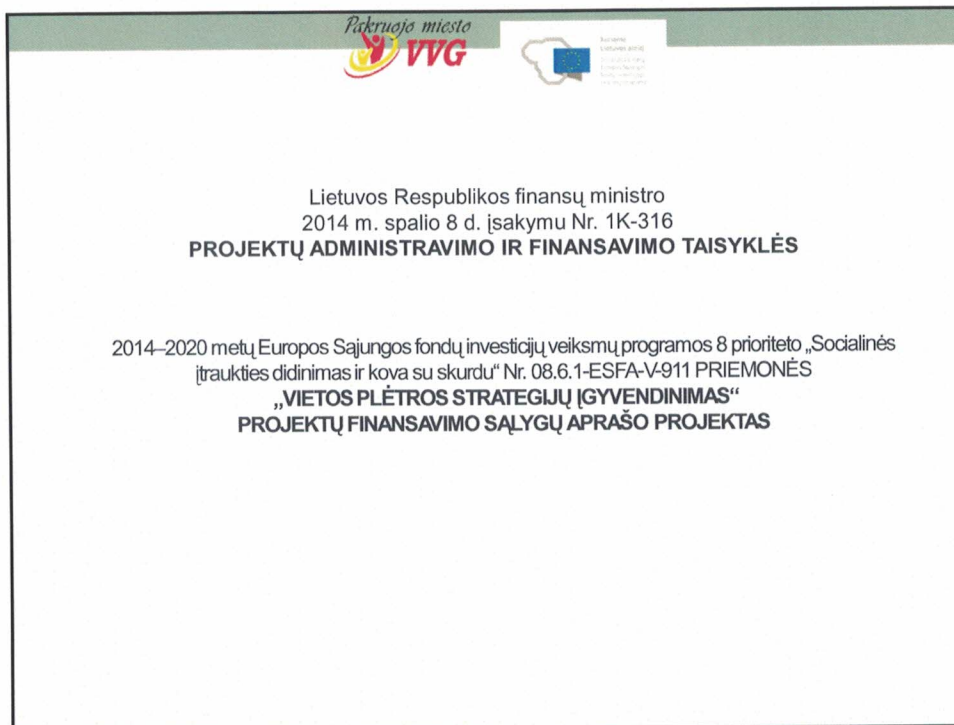 Pakruojo miesto
VVG
Lietuvos Respublikos finansų ministro
2014 m. spalio 8 d. įsakymu Nr. 1K-316
PROJEKTŲ ADMINISTRAVIMO IR FINANSAVIMO TAISYKLĖS
2014–2020 metų Europos Sąjungos fondų investicijų veiksmų programos 8 prioriteto „Socialinės
įtraukties didinimas ir kova su skurdu“ Nr. 08.6.1-ESFA-V-911 PRIEMONĖS
„VIETOS PLĖTROS STRATEGIJŲ ĮGYVENDINIMAS“
PROJEKTŲ FINANSAVIMO SĄLYGŲ APRAŠO PROJEKTAS